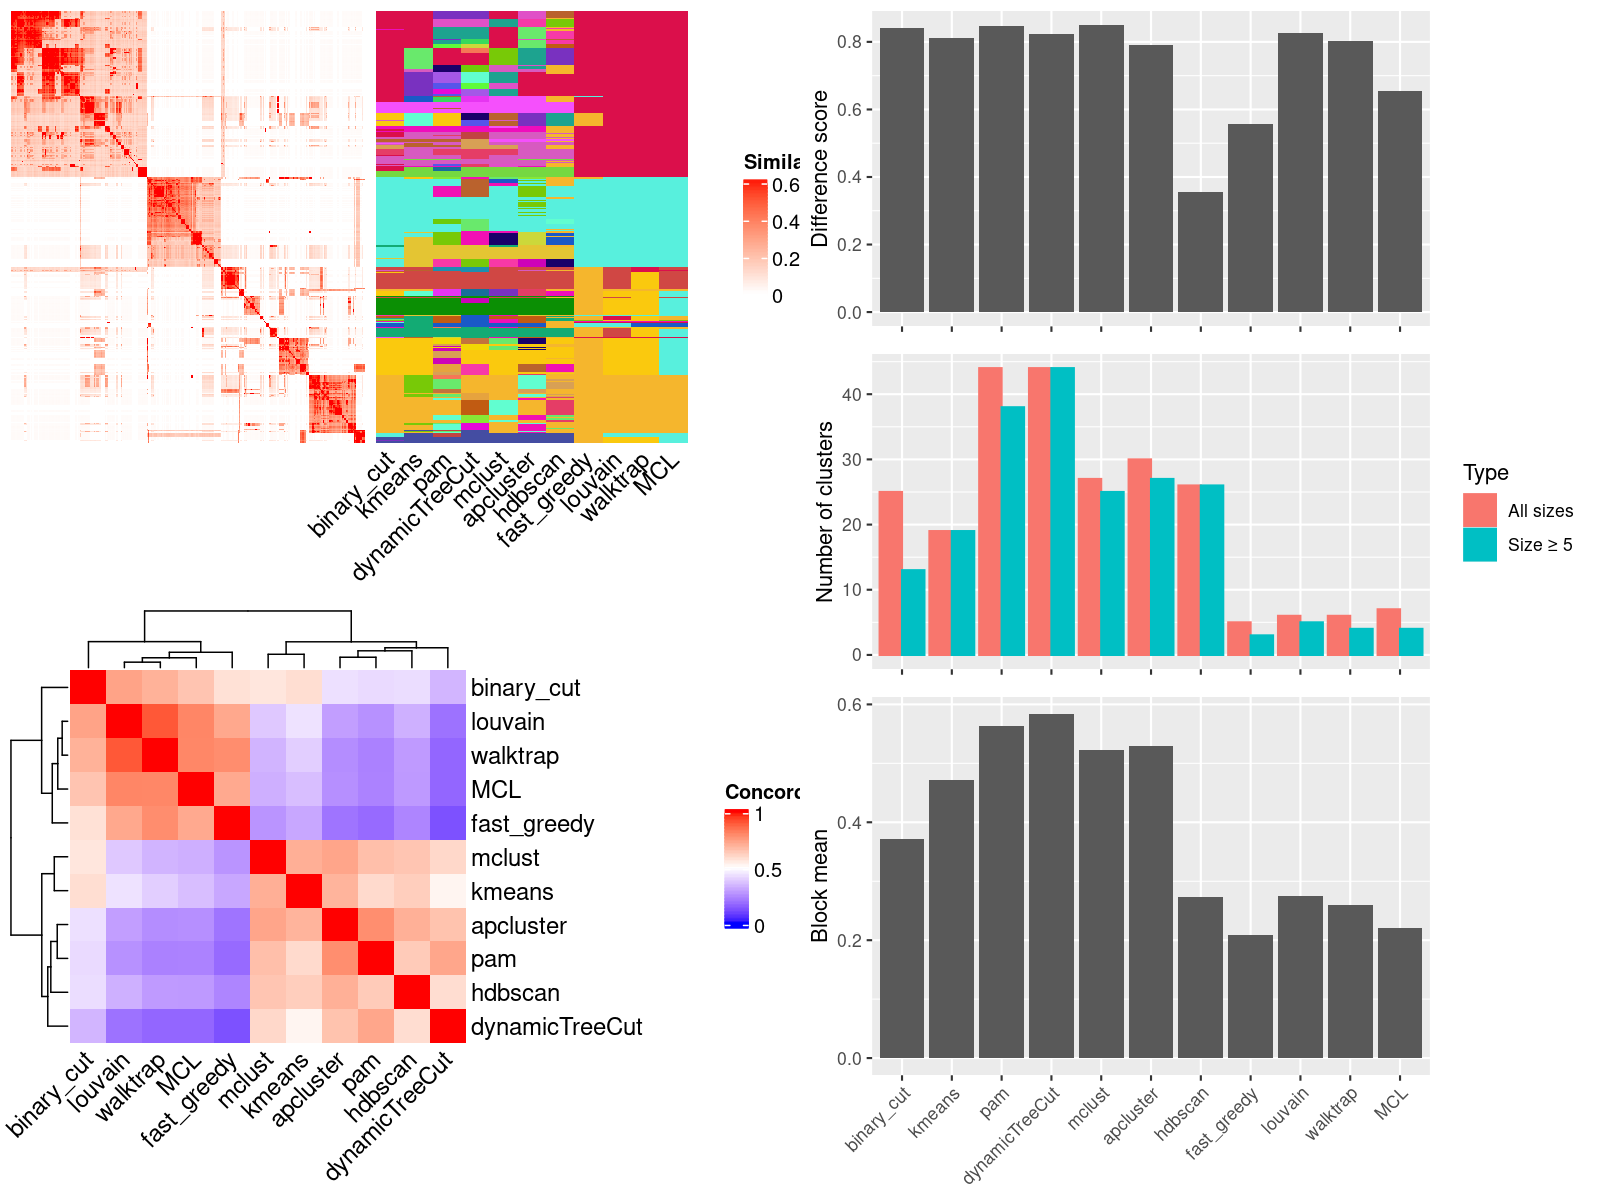 Simila
0.6
0.4
0.2
0
binary_cut
kmeans
pam
dynamicTreeCut
mclust
apcluster
hdbscan
fast_greedy
louvain
walktrap
MCL
Difference score
0.8
0.6
0.4
0.2
0.0
Number of clusters
40
30
20
10
0
Type
All sizes
Size ≥ 5
binary_cut
louvain
walktrap
MCL
fast_greedy
mclust
kmeans
apcluster
pam
hdbscan
dynamicTreeCut
binary_cut
louvain
walktrap
MCL
fast_greedy
mclust
kmeans
apcluster
pam
hdbscan
dynamicTreeCut
Concord
1
0.5
0
Block mean
0.6
0.4
0.2
0.0
binary_cut
kmeans
pam
dynamicTreeCut
mclust
apcluster
hdbscan
fast_greedy
louvain
walktrap
MCL